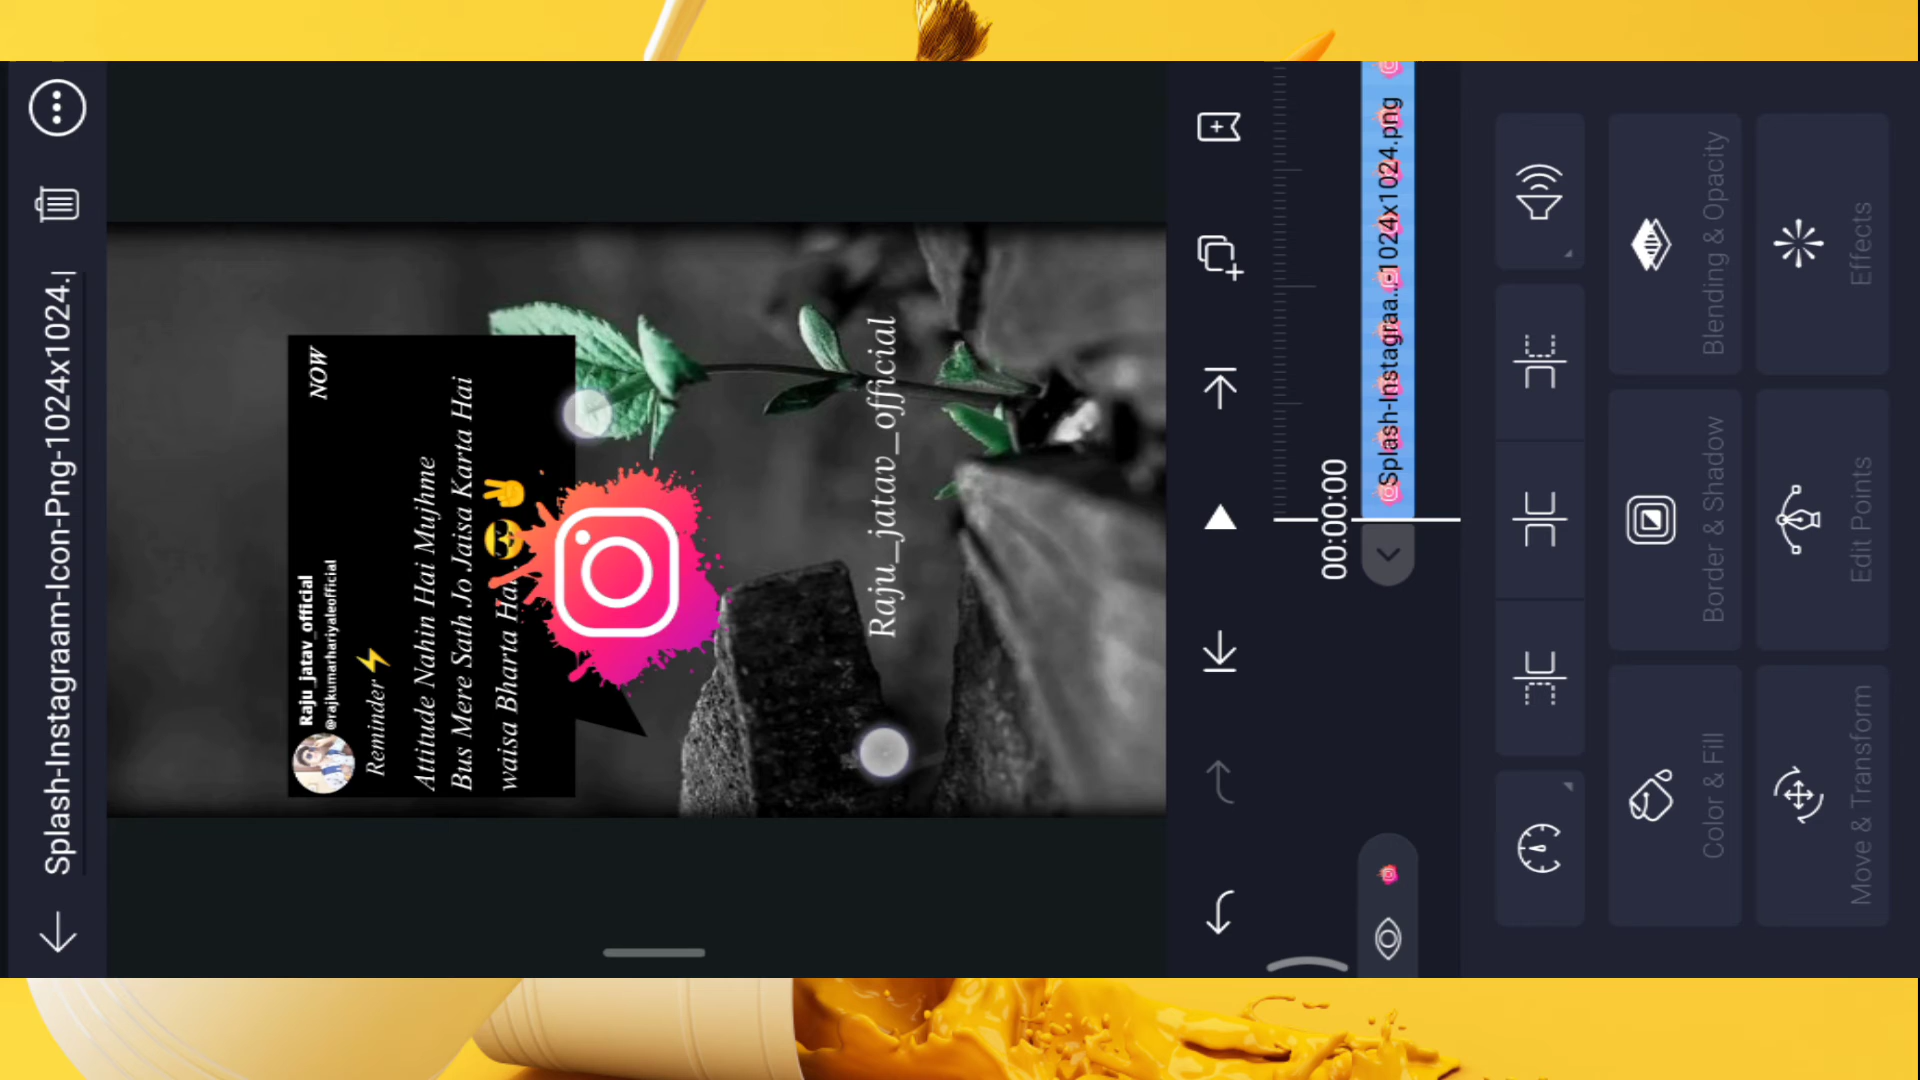 Splash-Instagraam-Icon-Png-1024x1024.
NOW
Raju_jatav_official
@rajkumarhariyaleofficial
Reminder⚡
Attitude Nahin Hai Mujhme
Bus Mere Sath Jo Jaisa Karta Hai
waisa Bharta Hai
Raju_jatav_official
00:00:00
Splash-Instagraa...-1024x1024.png
Color & Fill
Border & Shadow
Blending & Opacity
Move & Transform
Edit Points
Effects